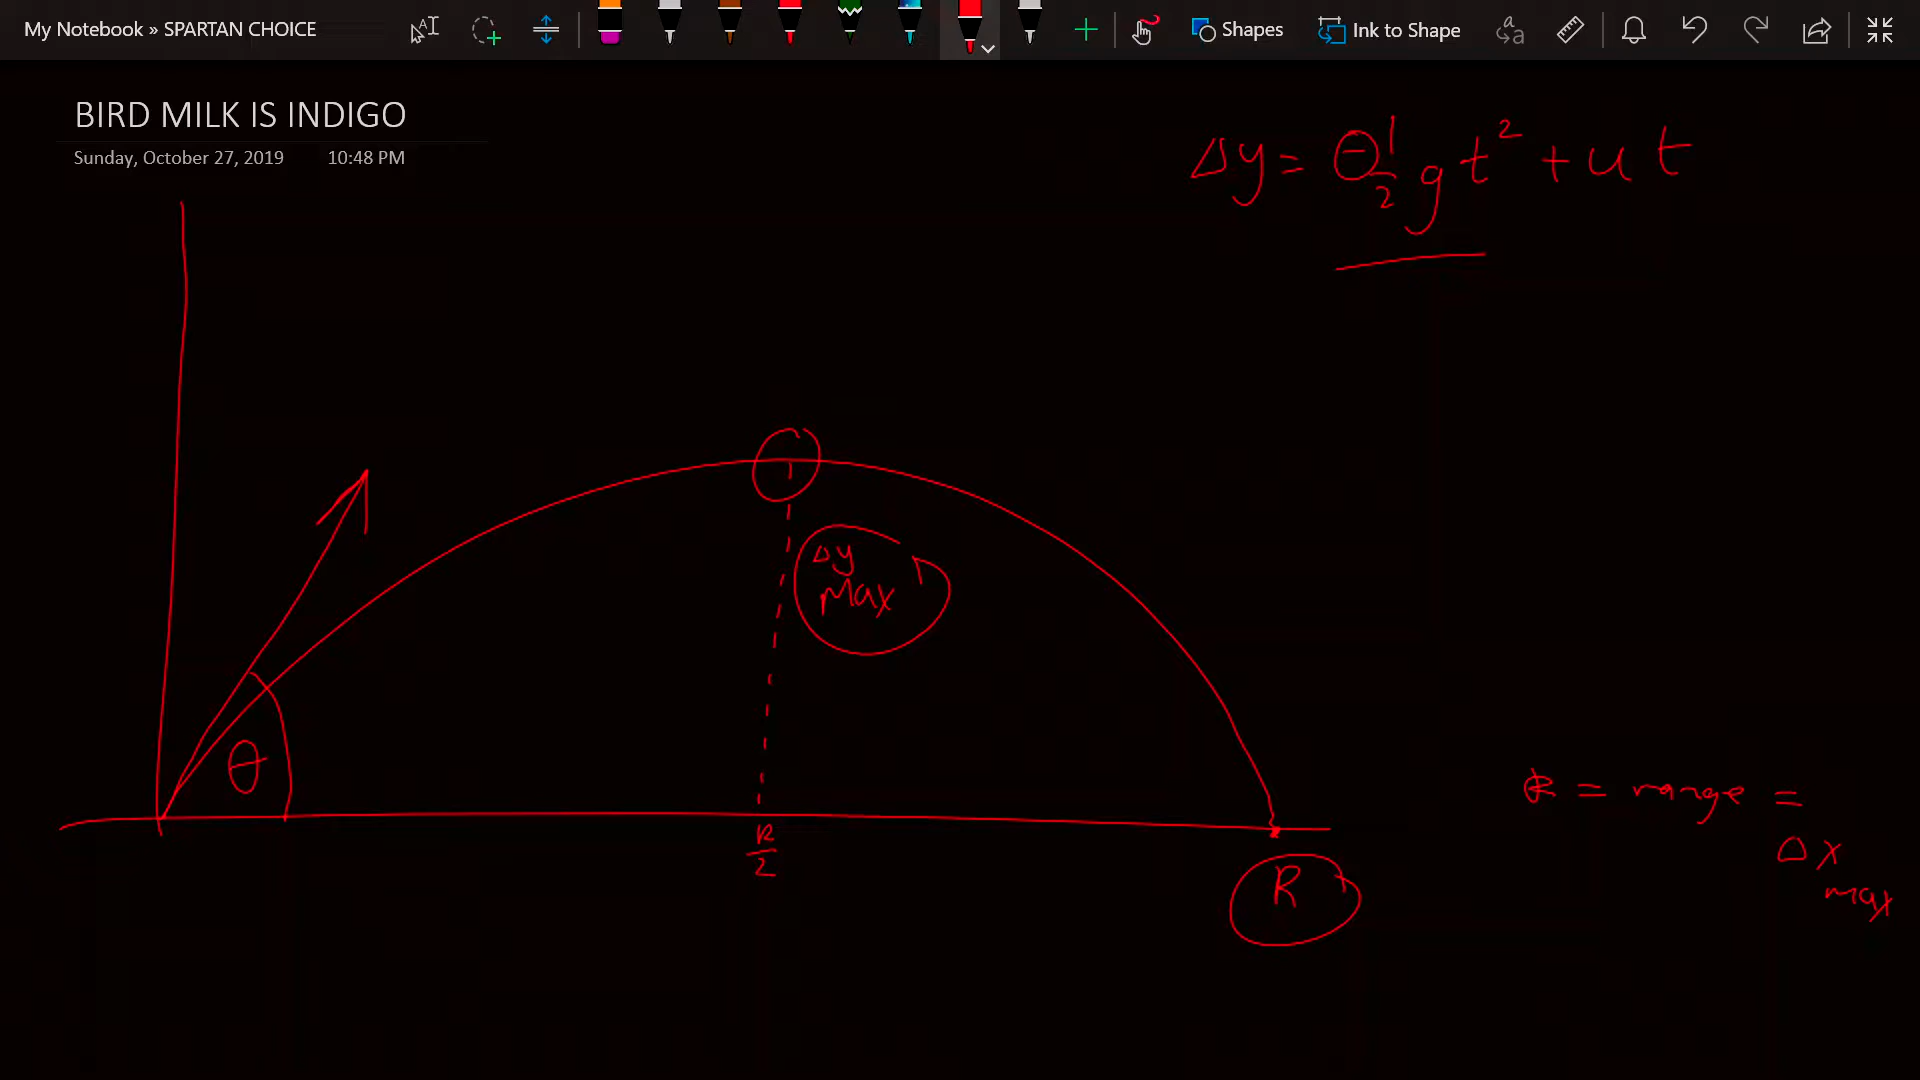 My Notebook » SPARTAN CHOICE
Shapes
Ink to Shape
BIRD MILK IS INDIGO
Sunday, October 27, 2019 10:48 PM
Δy = ⊖ 1/2 g t² + u t
Δy
Max
θ
R/2
R
R = range =
Δx
max